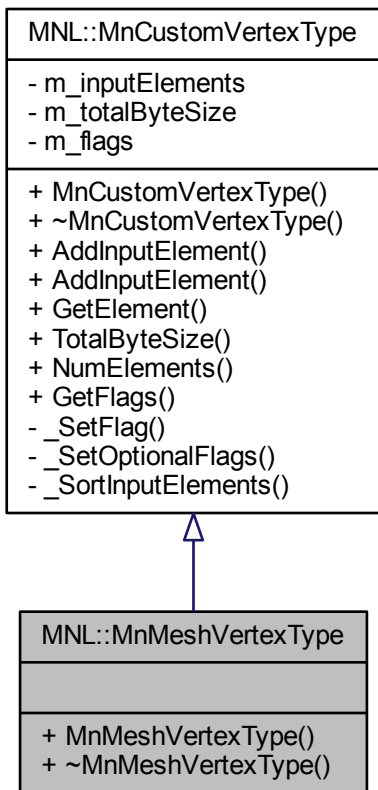 MNL::MnCustomVertexType
- m_inputElements
- m_totalByteSize
- m_flags
+ MnCustomVertexType()
+ ~MnCustomVertexType()
+ AddInputElement()
+ AddInputElement()
+ GetElement()
+ TotalByteSize()
+ NumElements()
+ GetFlags()
- _SetFlag()
- _SetOptionalFlags()
- _SortInputElements()
MNL::MnMeshVertexType
+ MnMeshVertexType()
+ ~MnMeshVertexType()